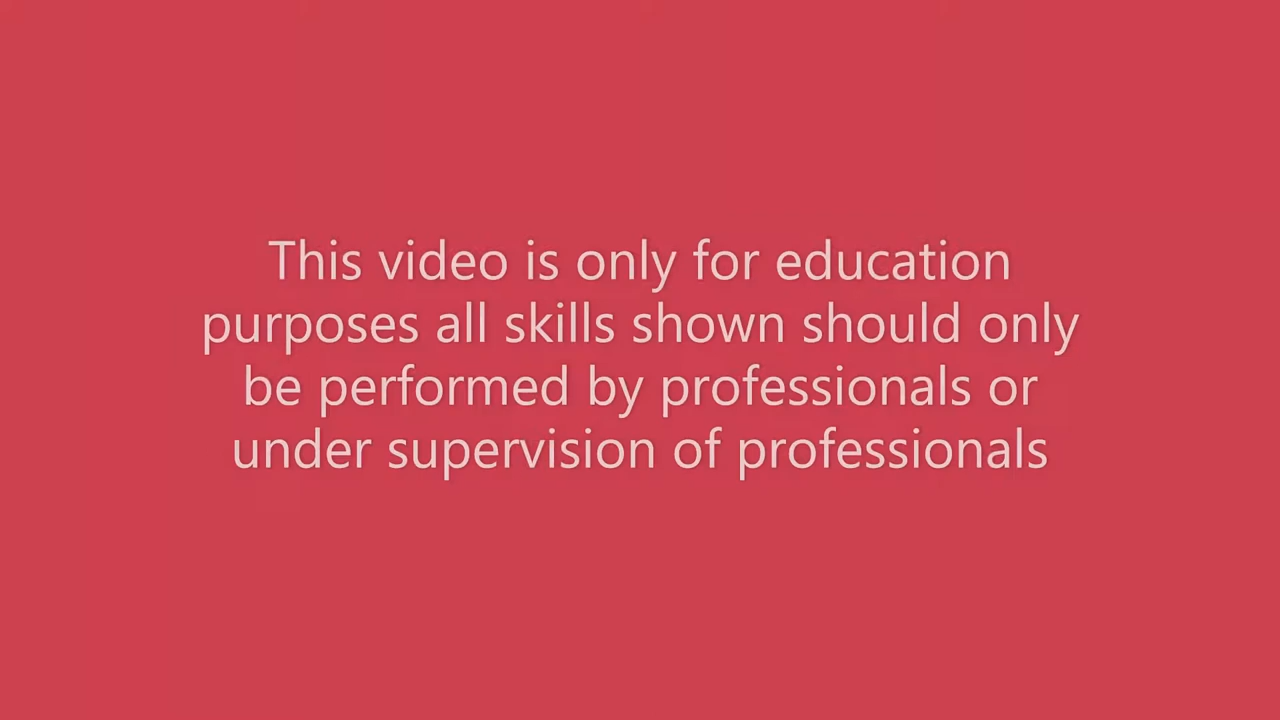 This video is only for education
purposes all skills shown should only
be performed by professionals or
under supervision of professionals